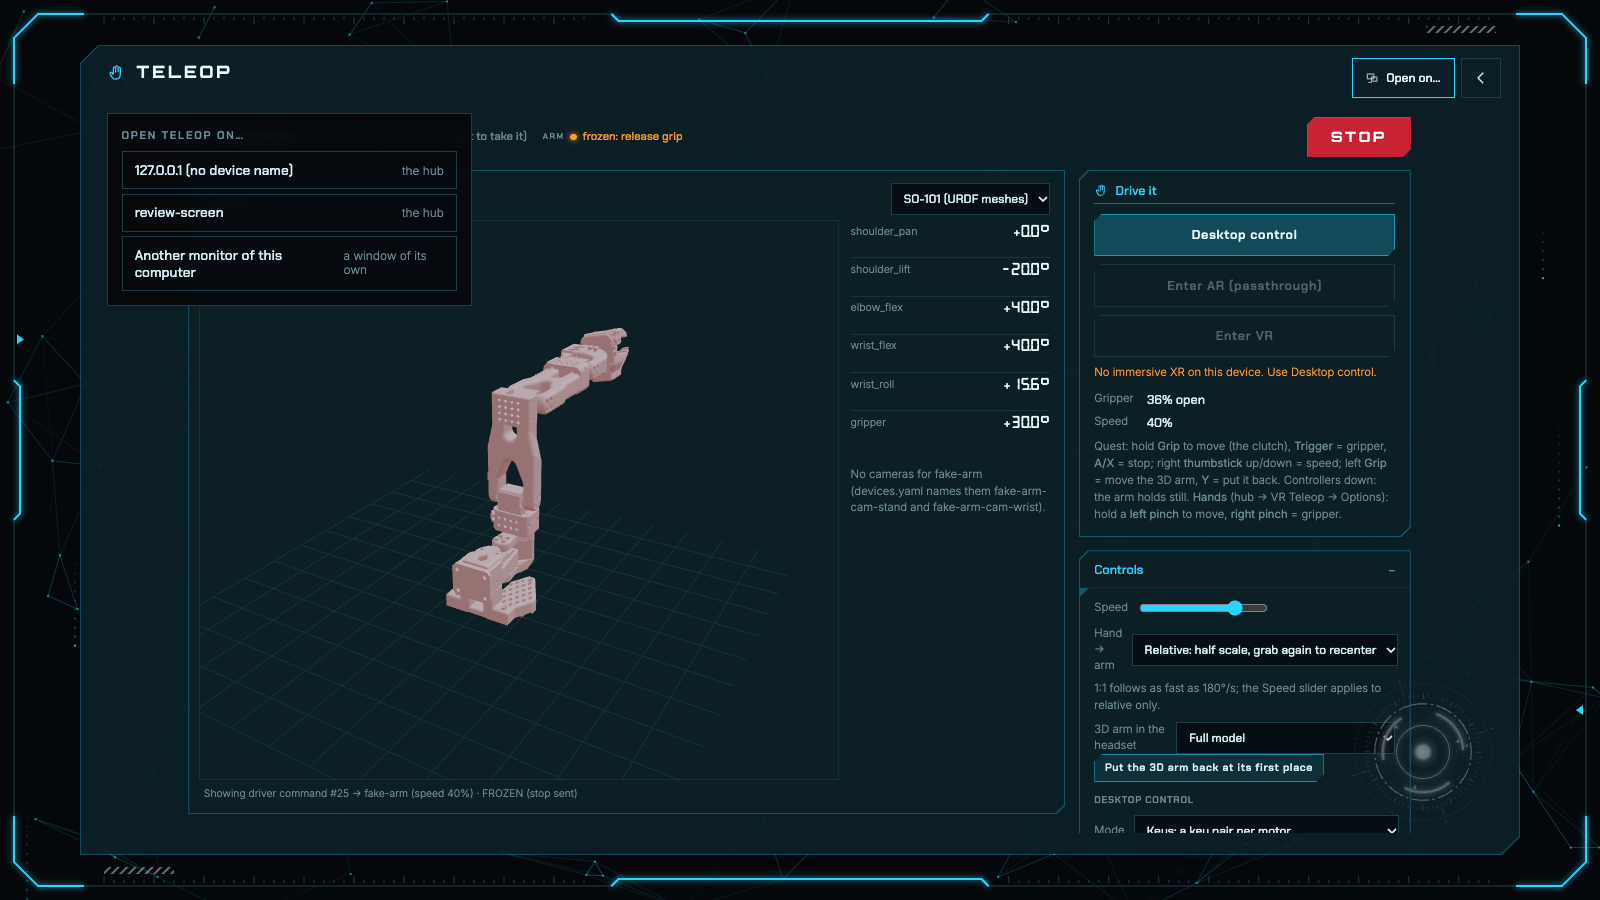 TELEOP
Open on...
OPEN TELEOP ON...
127.0.0.1 (no device name) the hub
review-screen the hub
Another monitor of this computer a window of its own
t to take it) ARM frozen: release grip
STOP
SO-101 (URDF meshes)
shoulder_pan +0.0°
shoulder_lift -20.0°
elbow_flex +40.0°
wrist_flex +40.0°
wrist_roll +15.6°
gripper +30.0°
No cameras for fake-arm
(devices.yaml names them fake-arm-
cam-stand and fake-arm-cam-wrist).
Showing driver command #25 → fake-arm (speed 40%) · FROZEN (stop sent)
Drive it
Desktop control
Enter AR (passthrough)
Enter VR
No immersive XR on this device. Use Desktop control.
Gripper 36% open
Speed 40%
Quest: hold Grip to move (the clutch), Trigger = gripper,
A/X = stop; right thumbstick up/down = speed; left Grip
= move the 3D arm, Y = put it back. Controllers down:
the arm holds still. Hands (hub → VR Teleop → Options):
hold a left pinch to move, right pinch = gripper.
Controls –
Speed
Hand → arm Relative: half scale, grab again to recenter
1:1 follows as fast as 180°/s; the Speed slider applies to
relative only.
3D arm in the headset Full model
Put the 3D arm back at its first place
DESKTOP CONTROL
Mode Keys: a key pair per motor